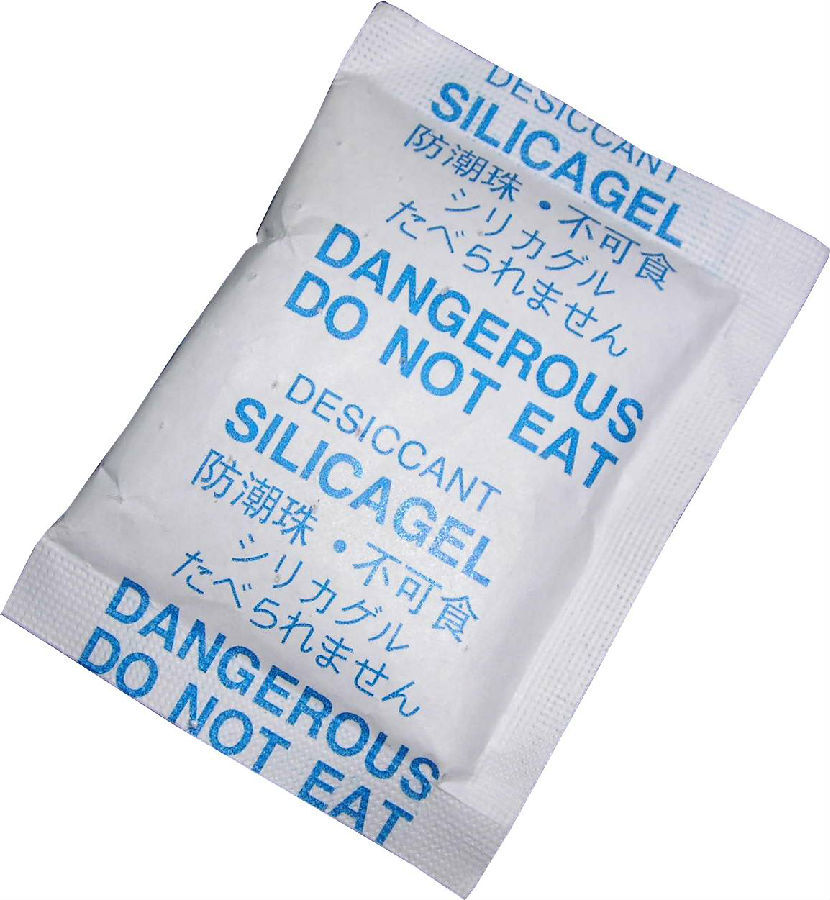 DESICCANT
SILICAGEL
防潮珠・不可食
シリカゲル
たべられません
DANGEROUS
DO NOT EAT
DESICCANT
SILICAGEL
防潮珠・不可食
シリカゲル
たべられません
DANGEROUS
DO NOT EAT